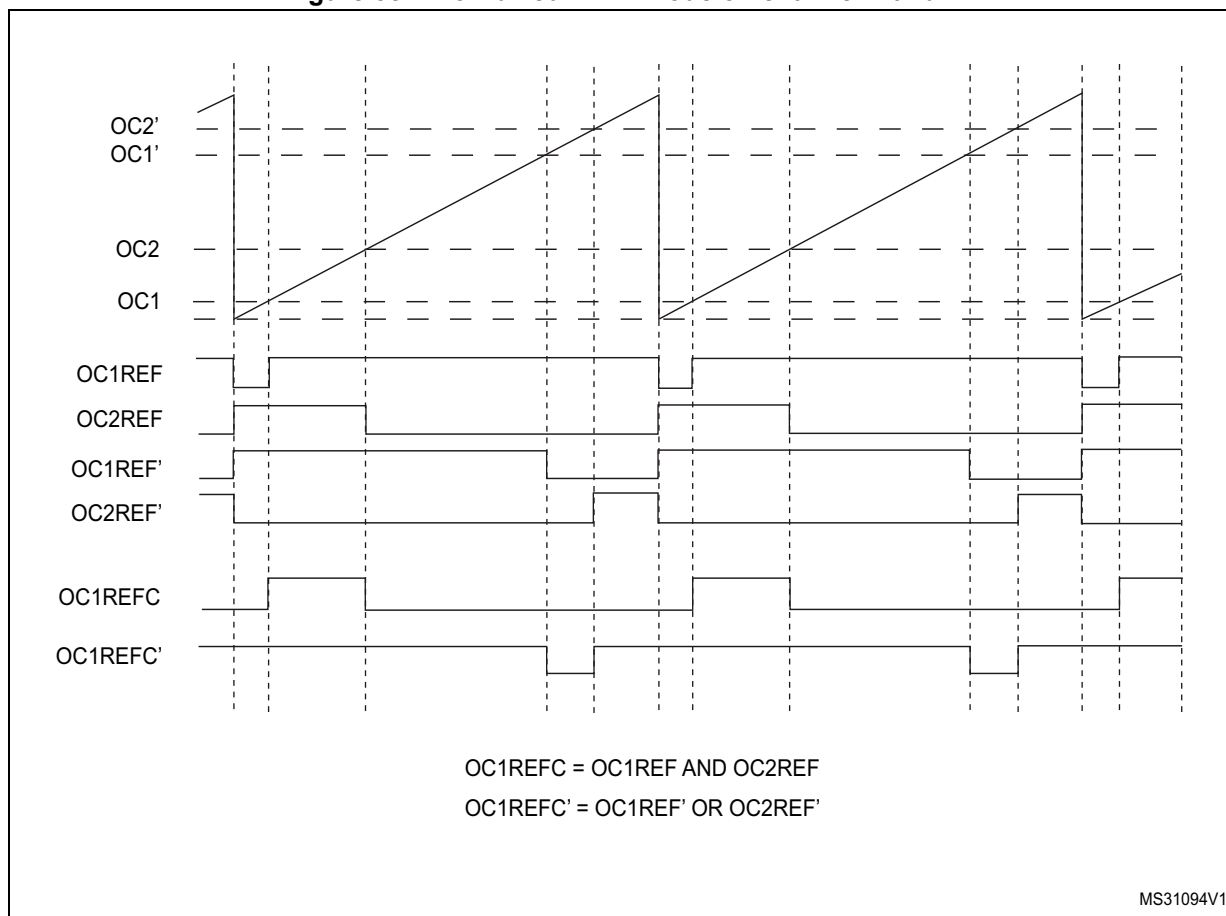 OC2’
OC1’
OC2
OC1
OC1REF
OC2REF
OC1REF’
OC2REF’
OC1REFC
OC1REFC’
OC1REFC = OC1REF AND OC2REF
OC1REFC’ = OC1REF’ OR OC2REF’
MS31094V1